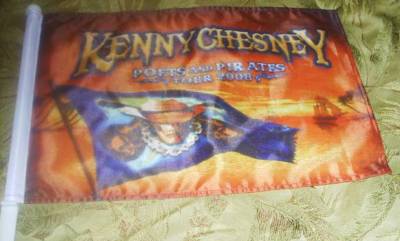 KENNY CHESNEY
POETS AND PIRATES
TOUR 2008